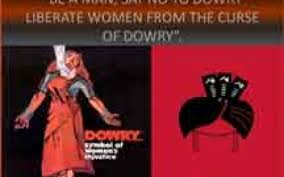 BE A MAN, SAY NO TO DOWRY
LIBERATE WOMEN FROM THE CURSE
OF DOWRY".
DOWRY
symbol of
women's
injustice